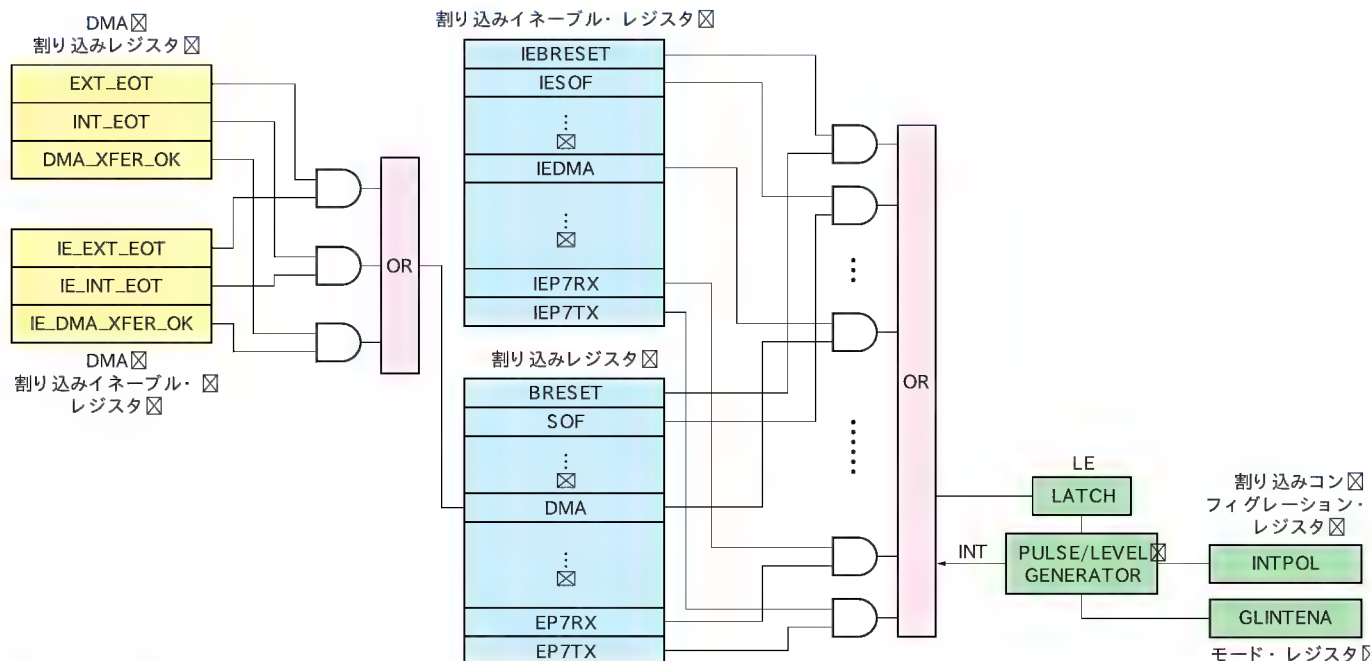 DMA
割り込みレジスタ
EXT_EOT
INT_EOT
DMA_XFER_OK
IE_EXT_EOT
IE_INT_EOT
IE_DMA_XFER_OK
DMA
割り込みイネーブル・
レジスタ
OR
割り込みイネーブル・レジスタ
IEBRESET
IESOF
IEDMA
IEP7RX
IEP7TX
割り込みレジスタ
BRESET
SOF
DMA
EP7RX
EP7TX
OR
LE
LATCH
INT
PULSE/LEVEL
GENERATOR
割り込みコン
フィグレーション・
レジスタ
INTPOL
GLINTENA
モード・レジスタ